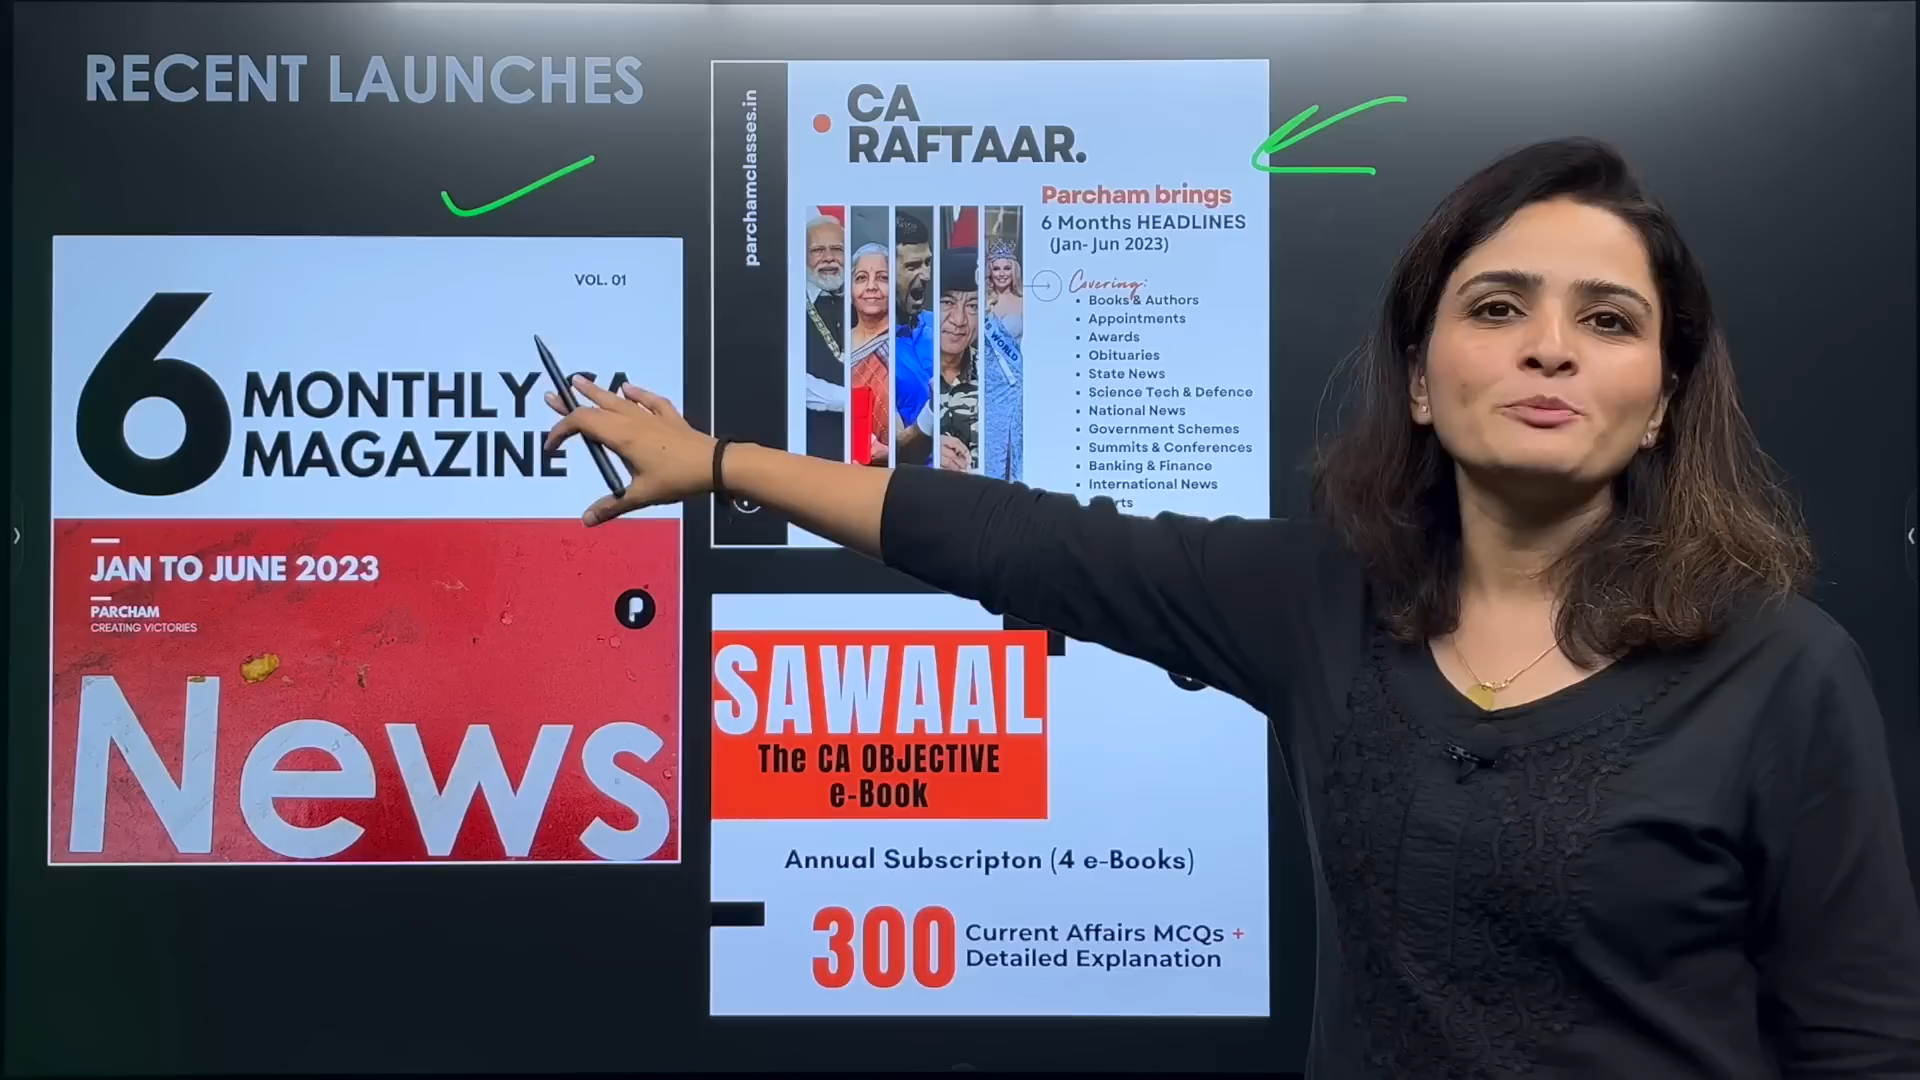 RECENT LAUNCHES
VOL. 01
6
MONTHLY
MAGAZINE
JAN TO JUNE 2023
PARCHAM
CREATING VICTORIES
News
parchamclasses.in
CA
RAFTAAR.
Parcham brings
6 Months HEADLINES
(Jan- Jun 2023)
Covering:
• Books & Authors
• Appointments
• Awards
• Obituaries
• State News
• Science Tech & Defence
• National News
• Government Schemes
• Summits & Conferences
• Banking & Finance
• International News
WORLD
SAWAAL
The CA OBJECTIVE
e-Book
Annual Subscripton (4 e-Books)
300
Current Affairs MCQs +
Detailed Explanation